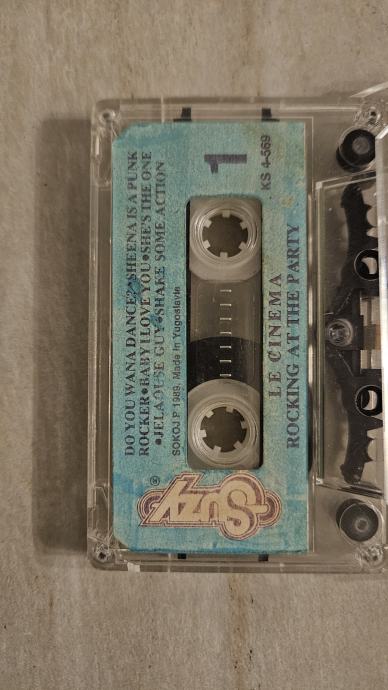 DO YOU WANA DANCE?•SHEENA IS A PUNK
ROCKER•BABY I LOVE YOU•SHE'S THE ONE
•JELAOUSE GUY•SHAKE SOME ACTION
SOKOJ P 1989. Made in Yugoslavia
1
KS 4-569
LE CINEMA
ROCKING AT THE PARTY
Suzy®